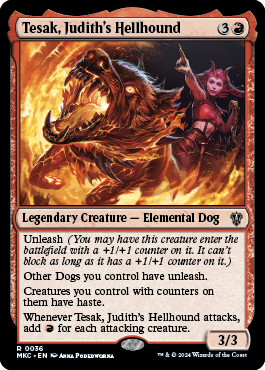 Tesak, Judith's Hellhound 3
Legendary Creature — Elemental Dog
Unleash (You may have this creature enter the
battlefield with a +1/+1 counter on it. It can't
block as long as it has a +1/+1 counter on it.)
Other Dogs you control have unleash.
Creatures you control with counters
on them have haste.
Whenever Tesak, Judith's Hellhound attacks,
add for each attacking creature.
3/3
R 0036
MKC • EN Anna Podedworna
™ & © 2024 Wizards of the Coast